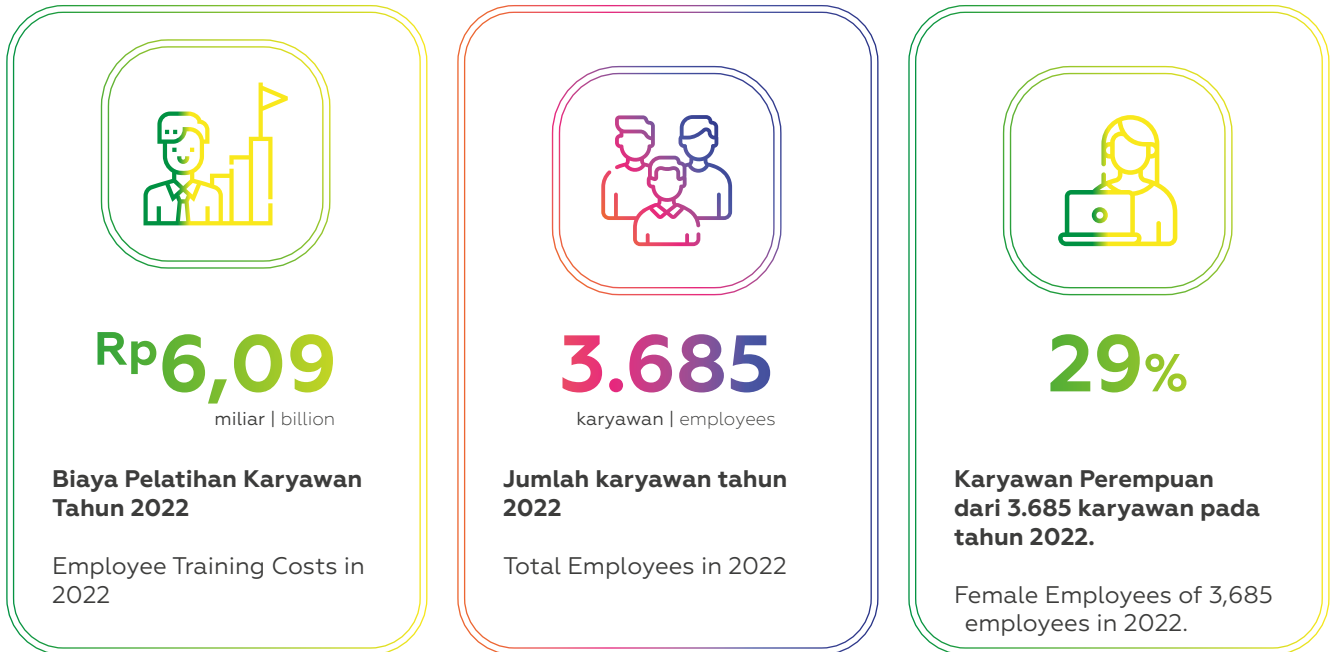 Rp6,09
miliar | billion
Biaya Pelatihan Karyawan
Tahun 2022
Employee Training Costs in
2022
3.685
karyawan | employees
Jumlah karyawan tahun
2022
Total Employees in 2022
29%
Karyawan Perempuan
dari 3.685 karyawan pada
tahun 2022.
Female Employees of 3,685
employees in 2022.